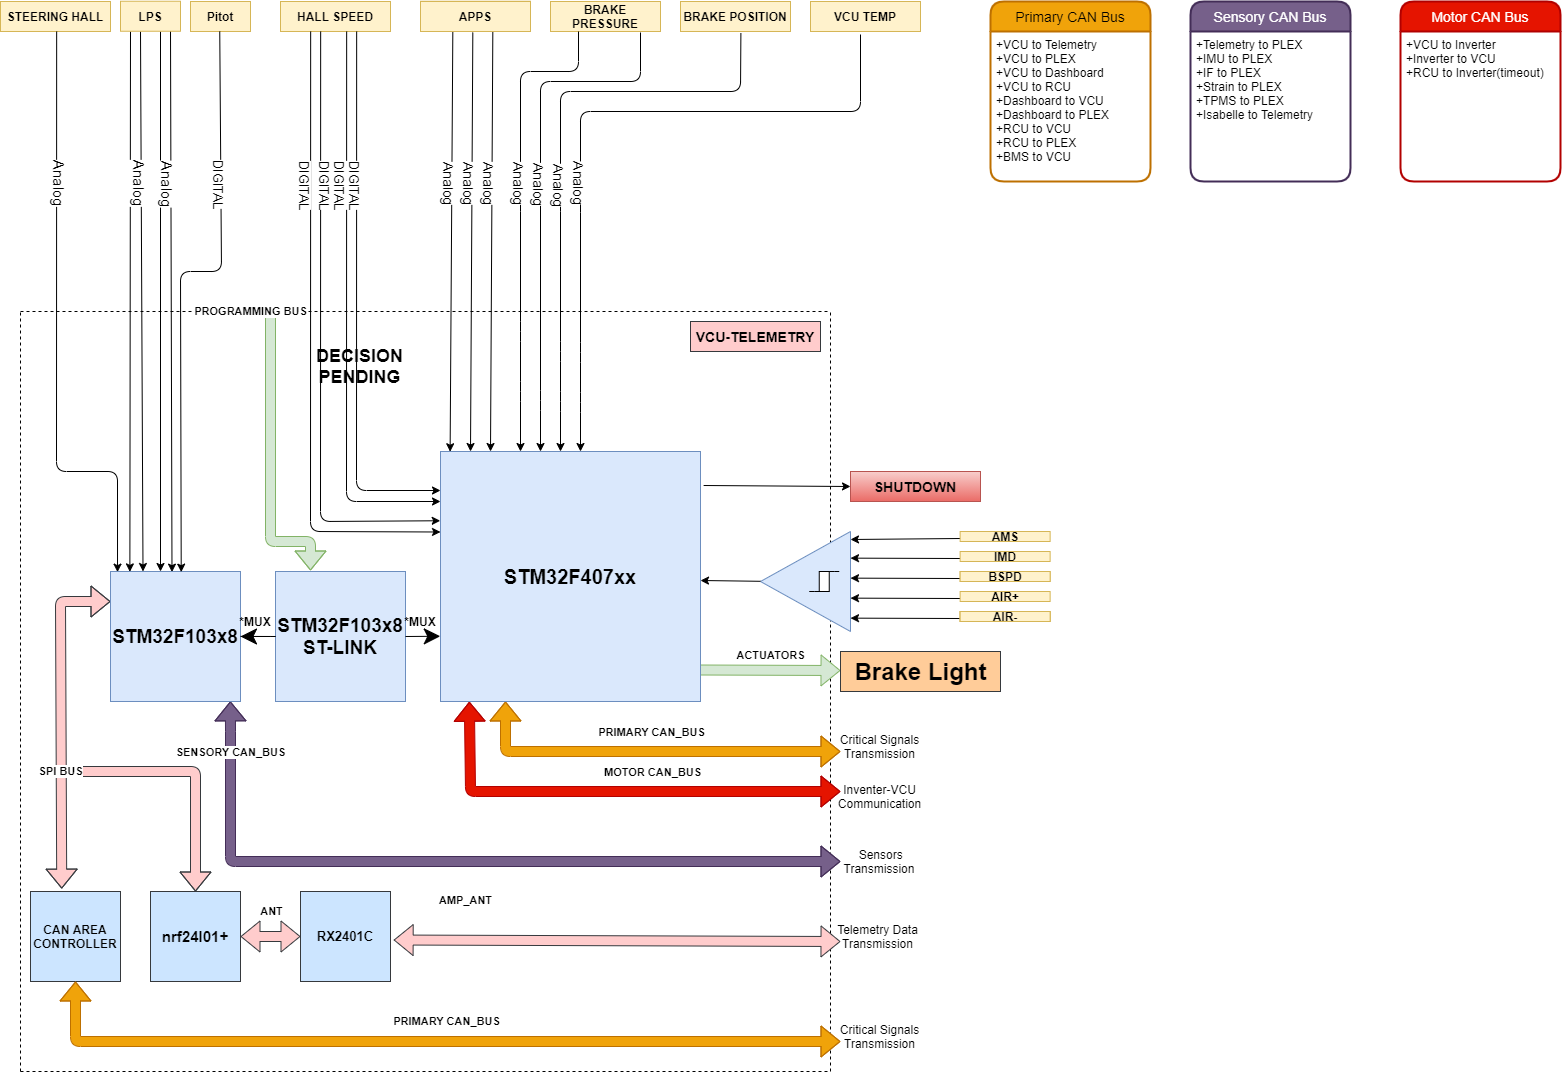 STEERING HALL
LPS
Pitot
HALL SPEED
APPS
BRAKE
PRESSURE
BRAKE POSITION
VCU TEMP
Primary CAN Bus
+VCU to Telemetry
+VCU to PLEX
+VCU to Dashboard
+VCU to RCU
+Dashboard to VCU
+Dashboard to PLEX
+RCU to VCU
+RCU to PLEX
+BMS to VCU
Sensory CAN Bus
+Telemetry to PLEX
+IMU to PLEX
+IF to PLEX
+Strain to PLEX
+TPMS to PLEX
+Isabelle to Telemetry
Motor CAN Bus
+VCU to Inverter
+Inverter to VCU
+RCU to Inverter(timeout)
Analog
Analog
Analog
DIGITAL
DIGITAL
DIGITAL
DIGITAL
DIGITAL
Analog
Analog
Analog
Analog
Analog
Analog
Analog
PROGRAMMING BUS
VCU-TELEMETRY
DECISION
PENDING
SHUTDOWN
AMS
IMD
BSPD
AIR+
AIR-
STM32F407xx
STM32F103x8
*MUX
STM32F103x8
ST-LINK
*MUX
ACTUATORS
Brake Light
PRIMARY CAN_BUS
Critical Signals
Transmission
SENSORY CAN_BUS
SPI BUS
MOTOR CAN_BUS
Inventer-VCU
Communication
Sensors
Transmission
CAN AREA
CONTROLLER
nrf24l01+
ANT
RX2401C
AMP_ANT
Telemetry Data
Transmission
PRIMARY CAN_BUS
Critical Signals
Transmission